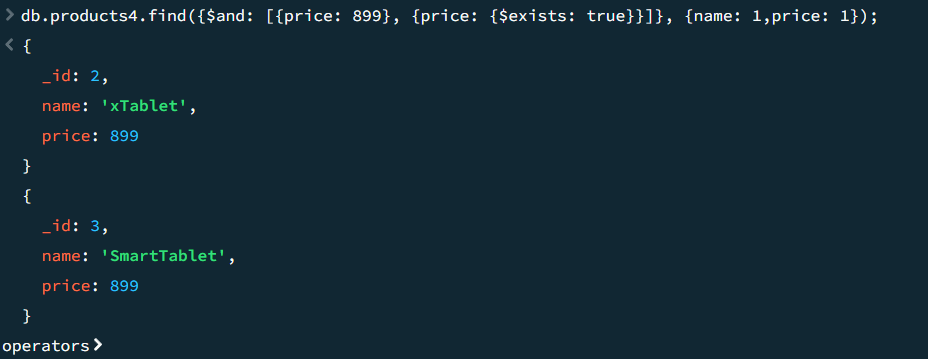 > db.products4.find({$and: [{price: 899}, {price: {$exists: true}}]}, {name: 1,price: 1});
< {
_id: 2,
name: 'xTablet',
price: 899
}
{
_id: 3,
name: 'SmartTablet',
price: 899
}
operators>